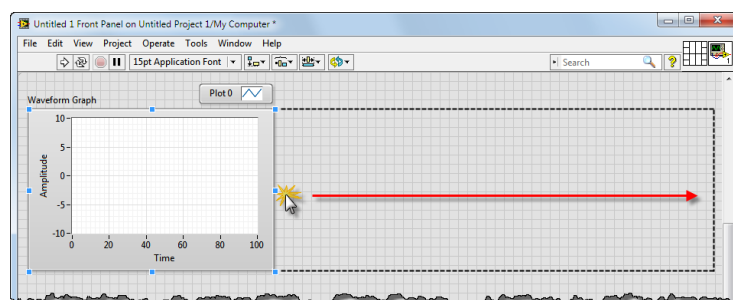 Untitled 1 Front Panel on Untitled Project 1/My Computer *
File Edit View Project Operate Tools Window Help
15pt Application Font Search ? 1
Plot 0
Waveform Graph
10
5
0
-5
-10
Amplitude
0 20 40 60 80 100
Time